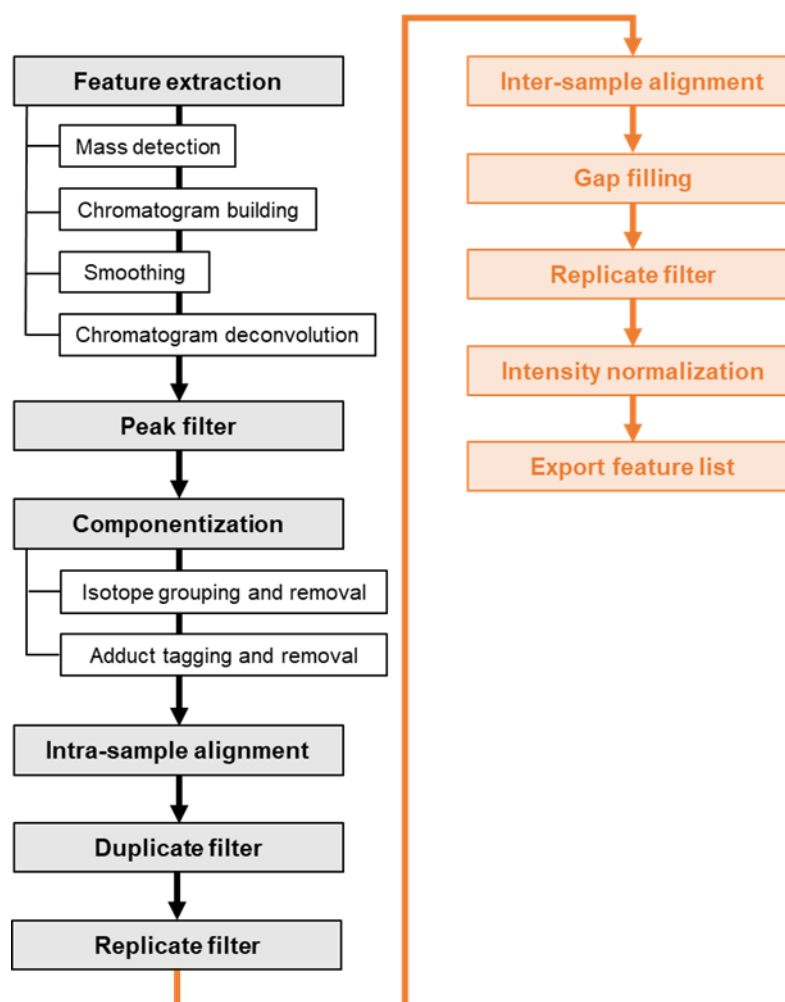 Feature extraction
Mass detection
Chromatogram building
Smoothing
Chromatogram deconvolution
Peak filter
Componentization
Isotope grouping and removal
Adduct tagging and removal
Intra-sample alignment
Duplicate filter
Replicate filter
Inter-sample alignment
Gap filling
Replicate filter
Intensity normalization
Export feature list